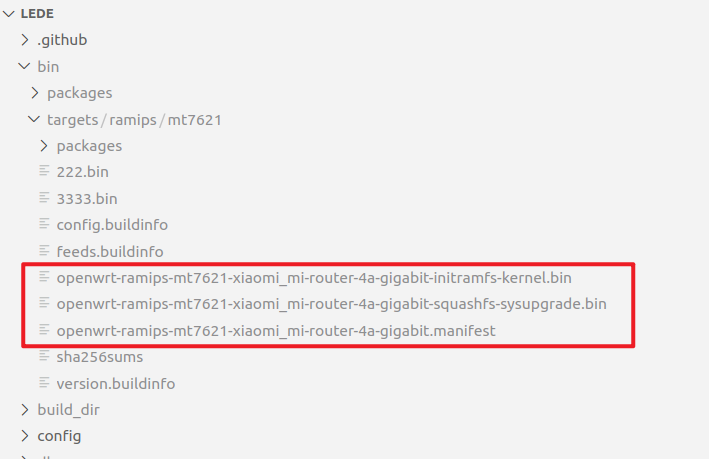 LEDE
.github
bin
packages
targets/ramips/mt7621
packages
222.bin
3333.bin
config.buildinfo
feeds.buildinfo
openwrt-ramips-mt7621-xiaomi_mi-router-4a-gigabit-initramfs-kernel.bin
openwrt-ramips-mt7621-xiaomi_mi-router-4a-gigabit-squashfs-sysupgrade.bin
openwrt-ramips-mt7621-xiaomi_mi-router-4a-gigabit.manifest
sha256sums
version.buildinfo
build_dir
config